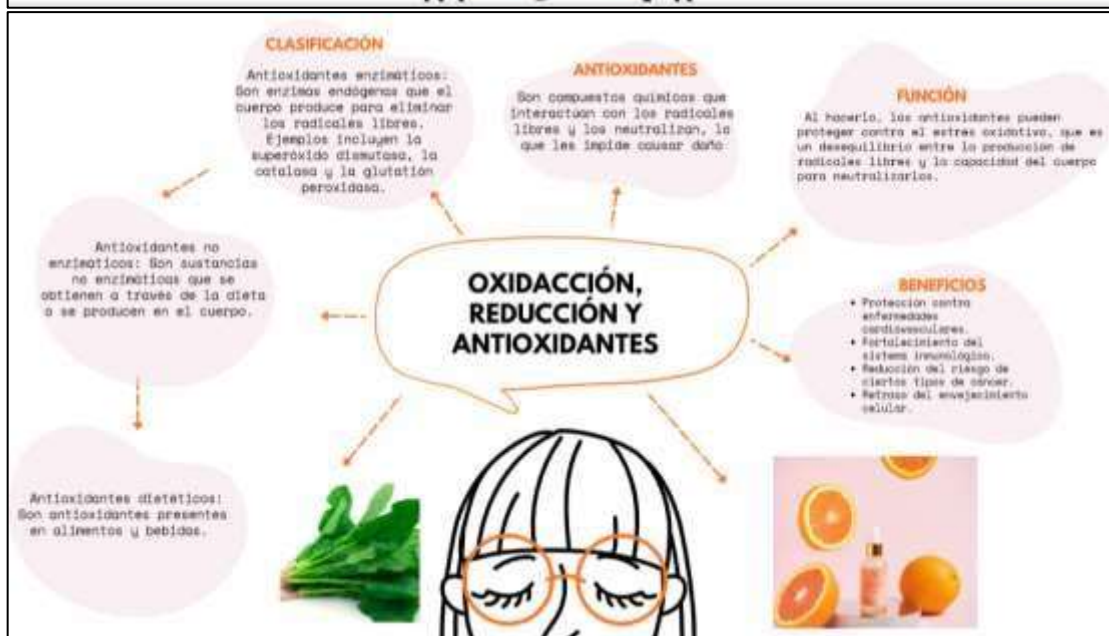 CLASIFICACIÓN
Antioxidantes enzimáticos:
Son enzimas endógenas que el
cuerpo produce para eliminar
los radicales libres.
Ejemplos incluyen la
superóxido dismutasa, la
catalasa y la glutatión
peroxidasa.
ANTIOXIDANTES
Son compuestos químicos que
interactúan con los radicales
libres y los neutralizan, lo
que les impide causar daño
FUNCIÓN
Al hacerlo, los antioxidantes pueden
proteger contra el estrés oxidativo, que es
un desequilibrio entre la producción de
radicales libres y la capacidad del cuerpo
para neutralizarlos.
Antioxidantes no
enzimáticos: Son sustancias
no enzimáticas que se
obtienen a través de la dieta
o se producen en el cuerpo.
OXIDACCIÓN,
REDUCCIÓN Y
ANTIOXIDANTES
BENEFICIOS
• Protección contra
enfermedades
cardiovasculares.
• Fortalecimiento del
sistema inmunológico.
• Reducción del riesgo de
ciertos tipos de cáncer.
• Retraso del envejecimiento
celular.
Antioxidantes dietéticos:
Son antioxidantes presentes
en alimentos y bebidas.